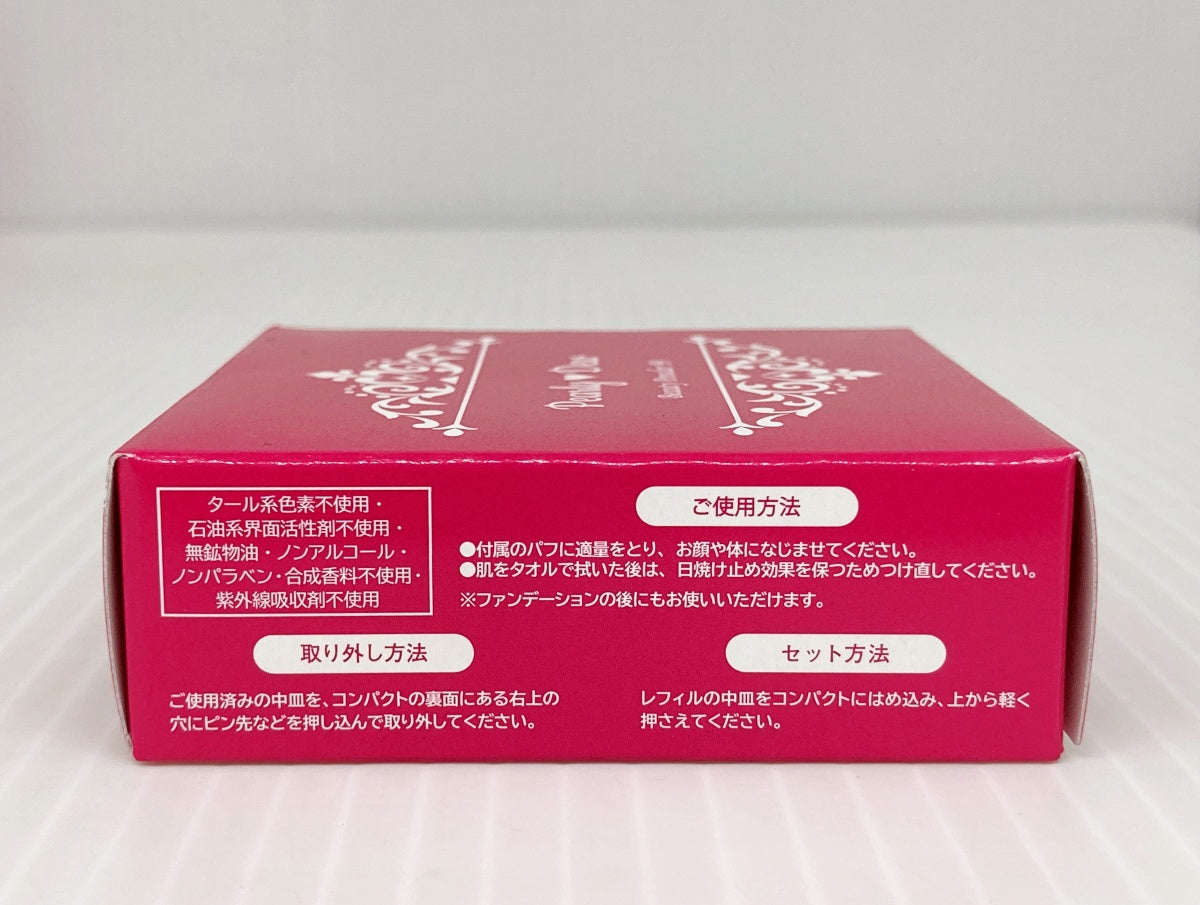 タール系色素不使用・
石油系界面活性剤不使用・
無鉱物油・ノンアルコール・
ノンパラベン・合成香料不使用・
紫外線吸収剤不使用
ご使用方法
●付属のパフに適量をとり、お顔や体になじませてください。
●肌をタオルで拭いた後は、日焼け止め効果を保つためつけ直してください。
※ファンデーションの後にもお使いいただけます。
取り外し方法
ご使用済みの中皿を、コンパクトの裏面にある右上の
穴にピン先などを押し込んで取り外してください。
セット方法
レフィルの中皿をコンパクトにはめ込み、上から軽く
押さえてください。